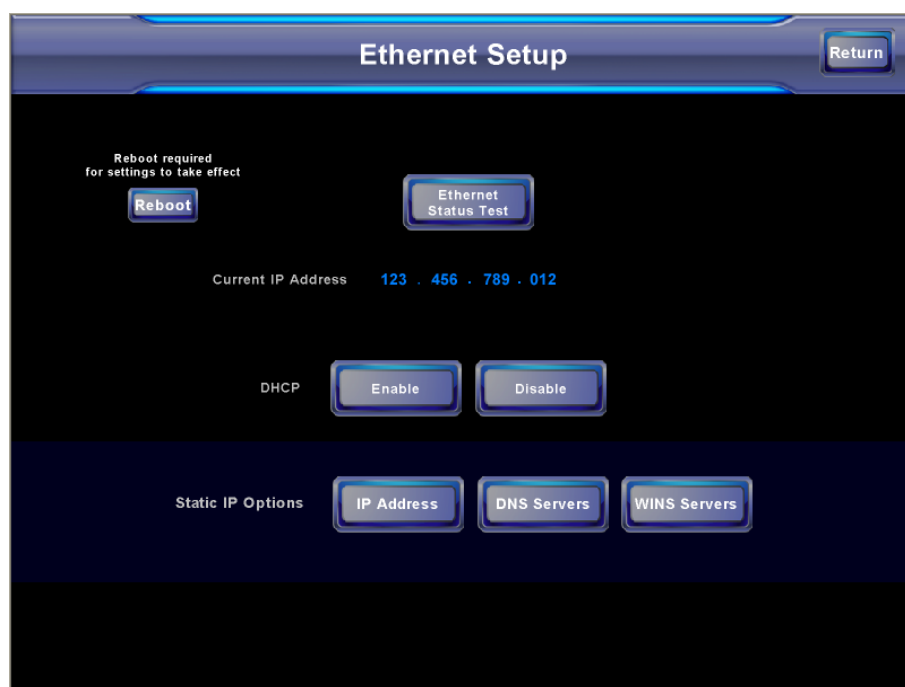 Ethernet Setup
Return
Reboot required
for settings to take effect
Reboot
Ethernet
Status Test
Current IP Address 123 . 456 . 789 . 012
DHCP Enable Disable
Static IP Options IP Address DNS Servers WINS Servers